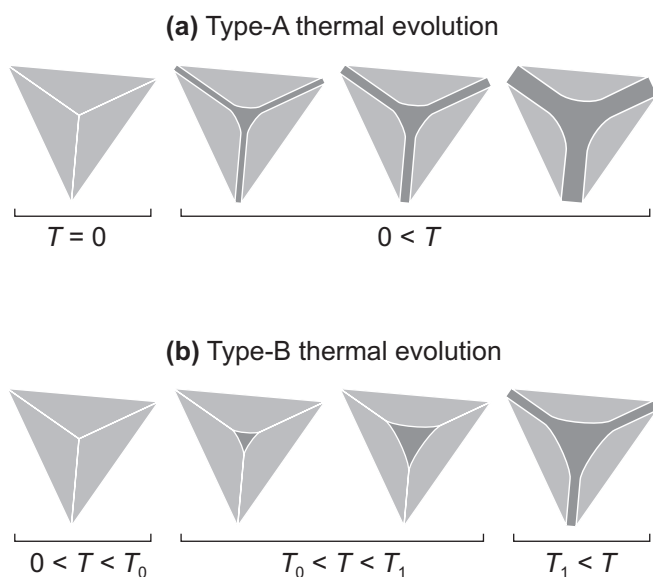 (a) Type-A thermal evolution
T = 0
0 < T
(b) Type-B thermal evolution
0 < T < T₀
T₀ < T < T₁
T₁ < T